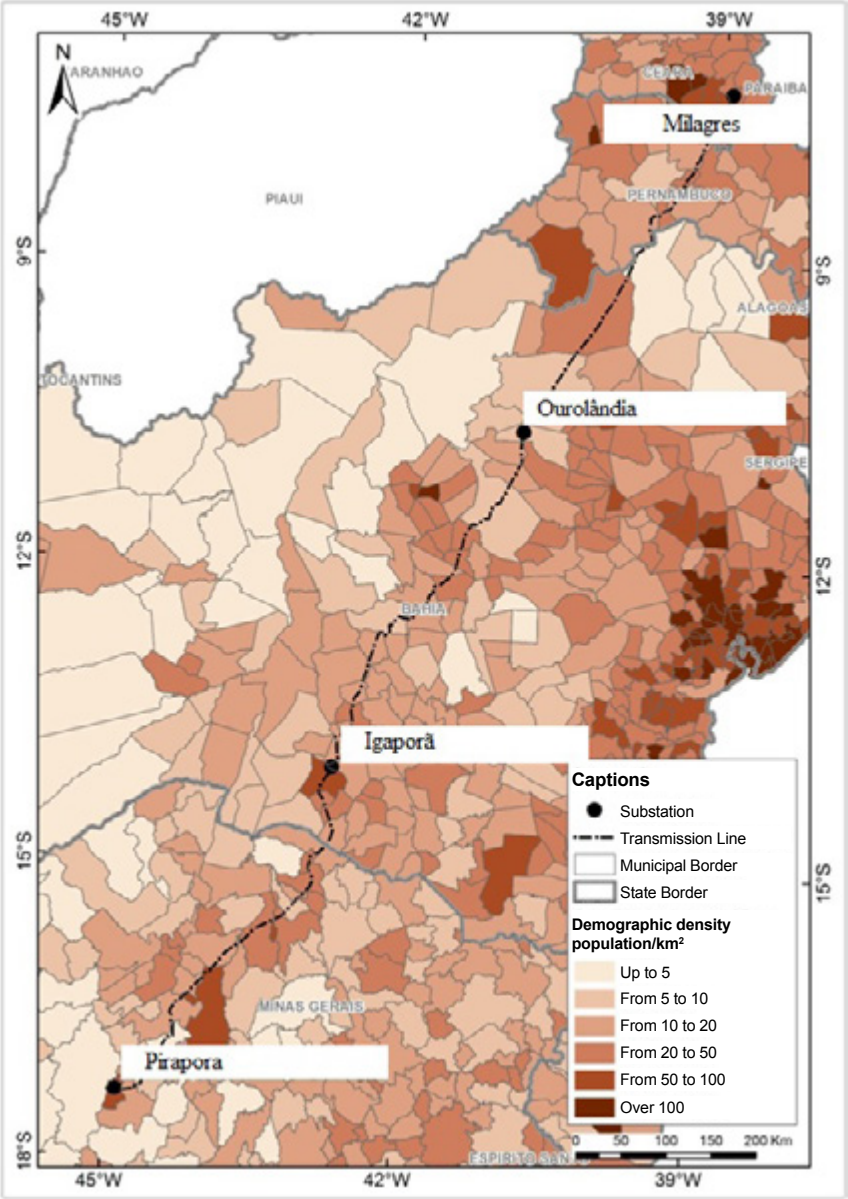 45°W 42°W 39°W
N
ARANHAO
CEARA
PARAIBA
Milagres
PIAUI
PERNAMBUCO
9°S
9°S
ALAGOAS
TOCANTINS
Ourolândia
SERGIPE
12°S
12°S
BAHIA
Igaporã
Captions
Substation
Transmission Line
Municipal Border
State Border
15°S
15°S
Demographic density
population/km²
Up to 5
From 5 to 10
From 10 to 20
From 20 to 50
From 50 to 100
Over 100
MINAS GERAIS
Pirapora
0 50 100 150 200 Km
18°S
ESPIRITO SAN
45°W 42°W 39°W